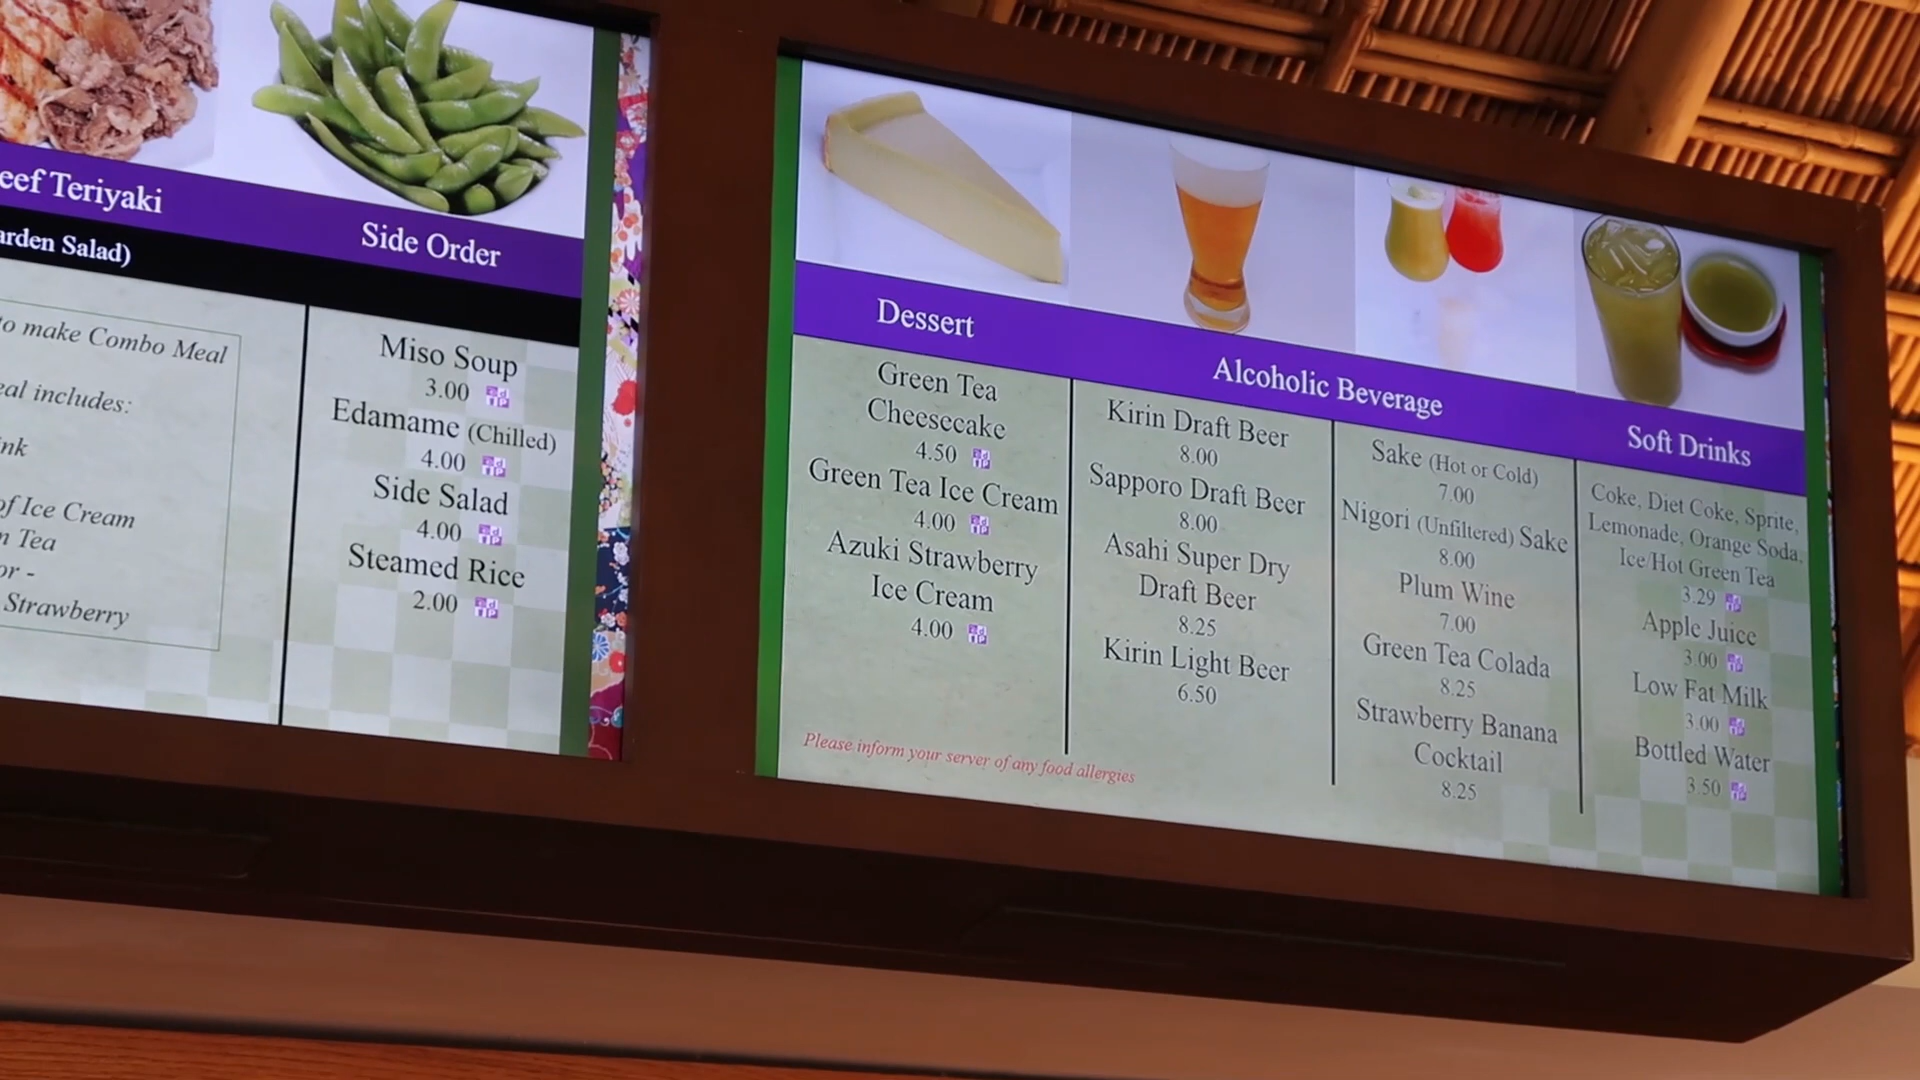 eef Teriyaki
arden Salad)
to make Combo Meal
eal includes:
ink
of Ice Cream
n Tea
or -
Strawberry
Side Order
Miso Soup
3.00
Edamame (Chilled)
4.00
Side Salad
4.00
Steamed Rice
2.00
Dessert
Green Tea
Cheesecake
4.50
Green Tea Ice Cream
4.00
Azuki Strawberry
Ice Cream
4.00
Please inform your server of any food allergies
Alcoholic Beverage
Kirin Draft Beer
8.00
Sapporo Draft Beer
8.00
Asahi Super Dry
Draft Beer
8.25
Kirin Light Beer
6.50
Sake (Hot or Cold)
7.00
Nigori (Unfiltered) Sake
8.00
Plum Wine
7.00
Green Tea Colada
8.25
Strawberry Banana
Cocktail
8.25
Soft Drinks
Coke, Diet Coke, Sprite,
Lemonade, Orange Soda,
Ice/Hot Green Tea
3.29
Apple Juice
3.00
Low Fat Milk
3.00
Bottled Water
3.50